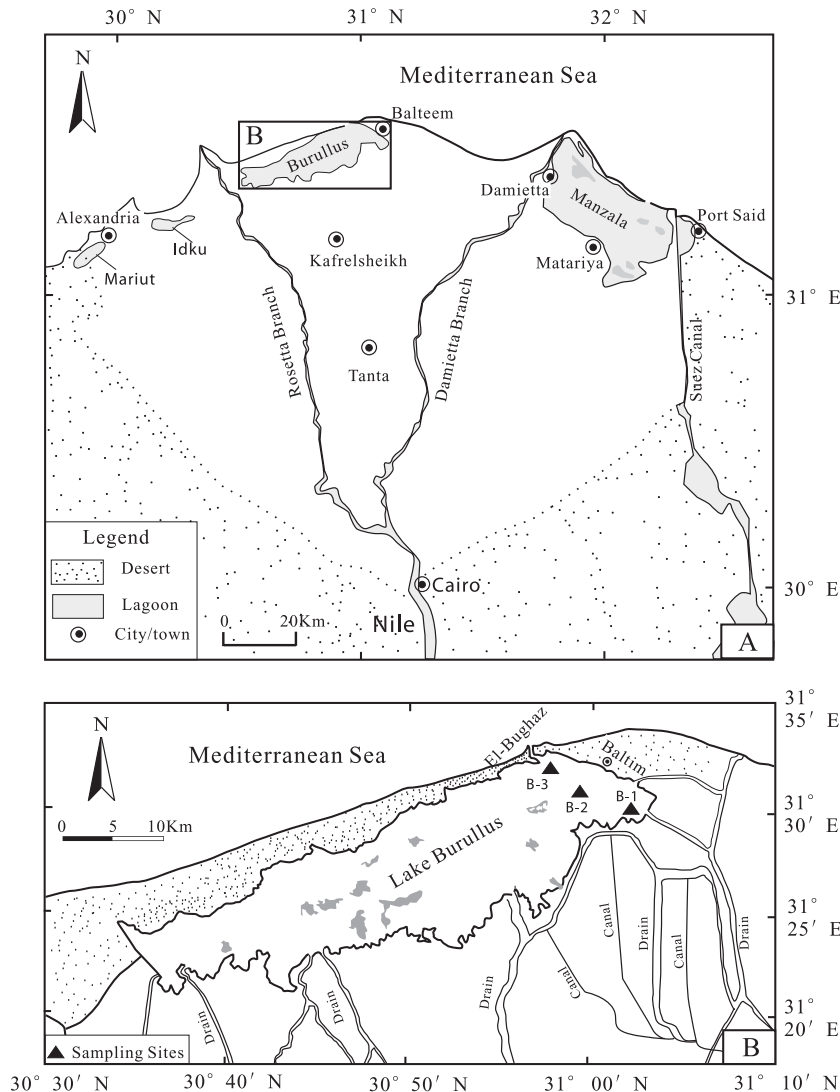 30° N 31° N 32° N
N
Mediterranean Sea
Balteem
B
Burullus
Damietta
Manzala
Port Said
Alexandria
Idku
Mariut
Kafrelsheikh
Matariya
31° E
Rosetta Branch
Damietta Branch
Suez Canal
Tanta
Legend
Desert
Lagoon
City/town
0 20Km
Cairo
Nile
30° E
A
31°
35′ E
N
Mediterranean Sea
El-Bughaz
Baltim
B-3
B-2
B-1
0 5 10Km
31°
30′ E
Lake Burullus
31°
25′ E
Canal
Drain
Canal
Drain
Drain
Canal
Drain
Drain
31°
20′ E
B
Sampling Sites
30° 30′ N 30° 40′ N 30° 50′ N 31° 00′ N 31° 10′ N